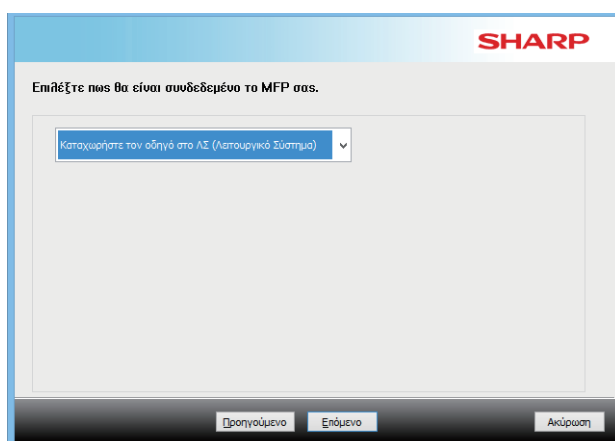 SHARP
Επιλέξτε πως θα είναι συνδεδεμένο το MFP σας.
Καταχωρήστε τον οδηγό στο ΛΣ (Λειτουργικό Σύστημα)
Προηγούμενο Επόμενο Ακύρωση